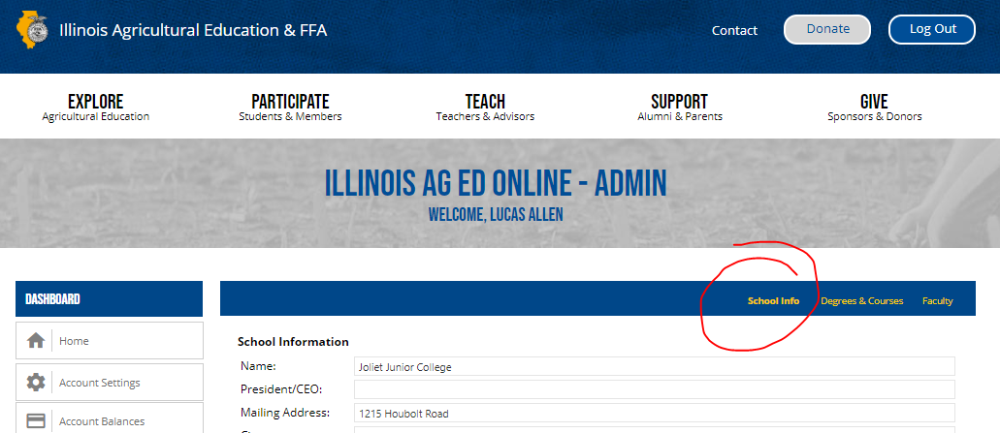 Illinois Agricultural Education & FFA
Contact
Donate
Log Out
EXPLORE
Agricultural Education
PARTICIPATE
Students & Members
TEACH
Teachers & Advisors
SUPPORT
Alumni & Parents
GIVE
Sponsors & Donors
ILLINOIS AG ED ONLINE - ADMIN
WELCOME, LUCAS ALLEN
DASHBOARD
Home
Account Settings
Account Balances
School Info
Degrees & Courses
Faculty
School Information
Name: Joliet Junior College
President/CEO:
Mailing Address: 1215 Houbolt Road